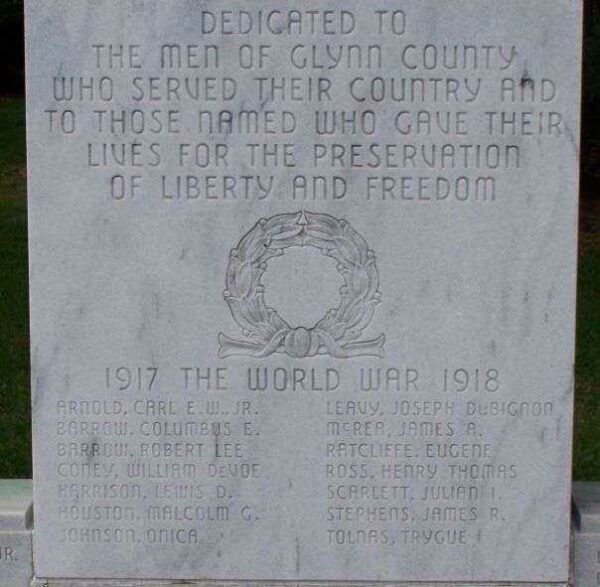 DEDICATED TO
THE MEN OF GLYNN COUNTY
WHO SERVED THEIR COUNTRY AND
TO THOSE NAMED WHO GAVE THEIR
LIVES FOR THE PRESERVATION
OF LIBERTY AND FREEDOM
1917 THE WORLD WAR 1918
ARNOLD, CARL E. W., JR.
BARROW, COLUMBUS E.
BARROW, ROBERT LEE
CONEY, WILLIAM DEVOE
HARRISON, LEWIS D.
HOUSTON, MALCOLM G.
JOHNSON, ONICA
LEAVY, JOSEPH DUBIGNON
MCREA, JAMES A.
RATCLIFFE, EUGENE
ROSS, HENRY THOMAS
SCARLETT, JULIAN I.
STEPHENS, JAMES R.
TOLNAS, TRYGUE
JR.